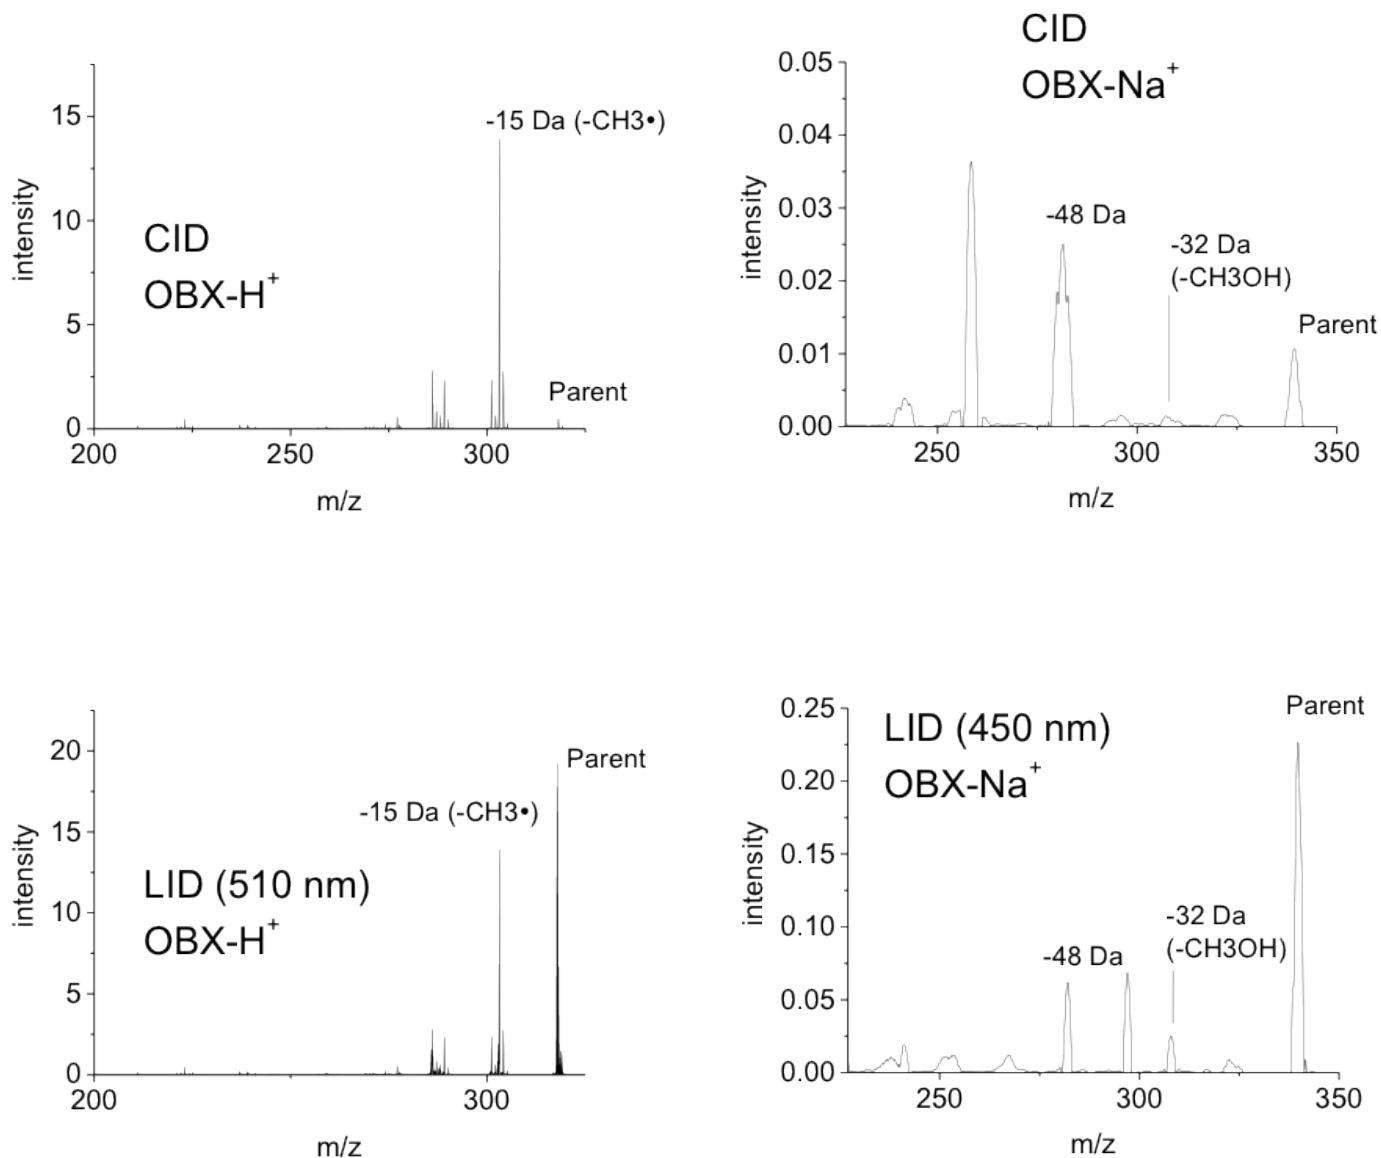 15
10
5
0
200
250
300
intensity
m/z
CID
OBX-H+
-15 Da (-CH3•)
Parent
CID
OBX-Na+
0.05
0.04
0.03
0.02
0.01
0.00
250
300
350
intensity
m/z
-48 Da
-32 Da
(-CH3OH)
Parent
20
15
10
5
0
200
300
intensity
m/z
LID (510 nm)
OBX-H+
-15 Da (-CH3•)
Parent
0.25
0.20
0.15
0.10
0.05
0.00
250
300
350
intensity
m/z
LID (450 nm)
OBX-Na+
-48 Da
-32 Da
(-CH3OH)
Parent